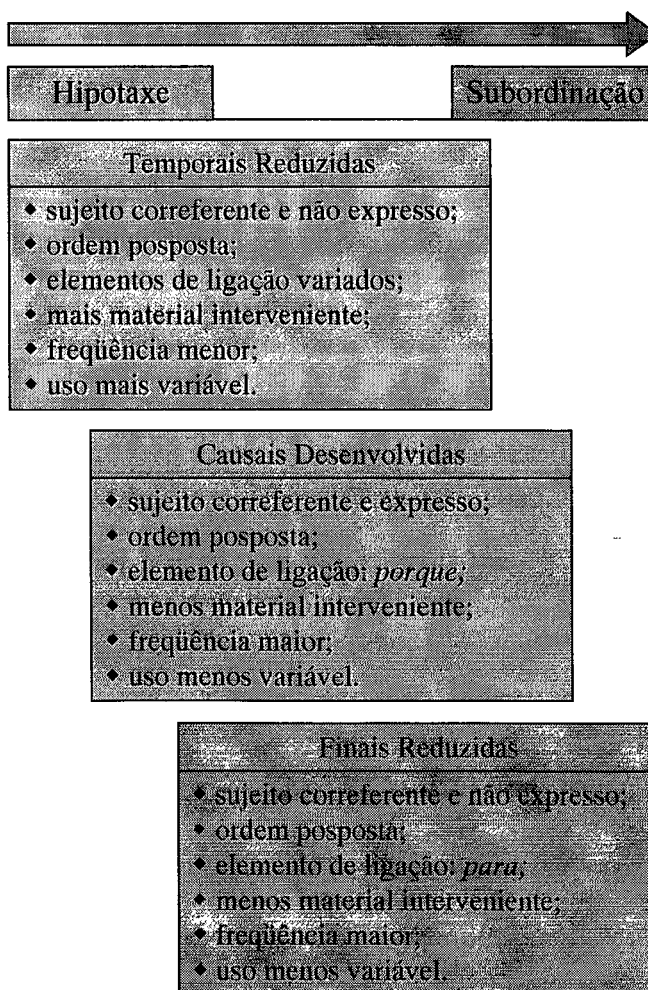 Hipotaxe
Subordinação
Temporais Reduzidas
◆ sujeito correferente e não expresso;
◆ ordem posposta;
◆ elementos de ligação variados;
◆ mais material interveniente;
◆ freqüência menor;
◆ uso mais variável.
Causais Desenvolvidas
◆ sujeito correferente e expresso;
◆ ordem posposta;
◆ elemento de ligação: porque;
◆ menos material interveniente;
◆ freqüência maior;
◆ uso menos variável.
Finais Reduzidas
◆ sujeito correferente e não expresso;
◆ ordem posposta;
◆ elemento de ligação: para;
◆ menos material interveniente;
◆ freqüência maior;
◆ uso menos variável.